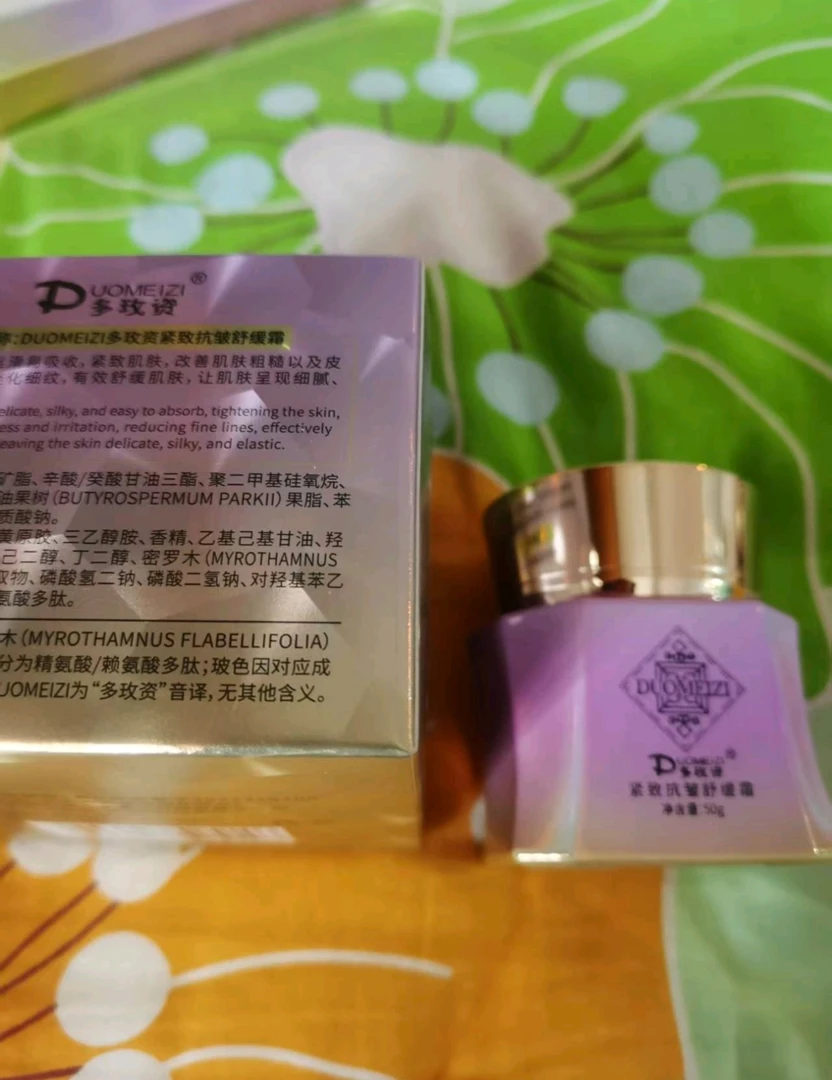 DUOMEIZI®
多玫资
称:DUOMEIZI多玫资紧致抗皱舒缓霜
滑易吸收,紧致肌肤,改善肌肤粗糙以及皮
化细纹,有效舒缓肌肤,让肌肤呈现细腻、
elicate, silky, and easy to absorb, tightening the skin,
ess and irritation, reducing fine lines, effectively
eaving the skin delicate, silky, and elastic.
矿脂、辛酸/癸酸甘油三酯、聚二甲基硅氧烷、
油果树(BUTYROSPERMUM PARKII)果脂、苯
质酸钠。
黄原胶、三乙醇胺、香精、乙基己基甘油、羟
己二醇、丁二醇、密罗木(MYROTHAMNUS
取物、磷酸氢二钠、磷酸二氢钠、对羟基苯乙
氨酸多肽。
木(MYROTHAMNUS FLABELLIFOLIA)
分为精氨酸/赖氨酸多肽;玻色因对应成
UOMEIZI为“多玫资”音译,无其他含义。
DUOMEIZI
DUOMEIZI®
多玫资
紧致抗皱舒缓霜
净含量:50g